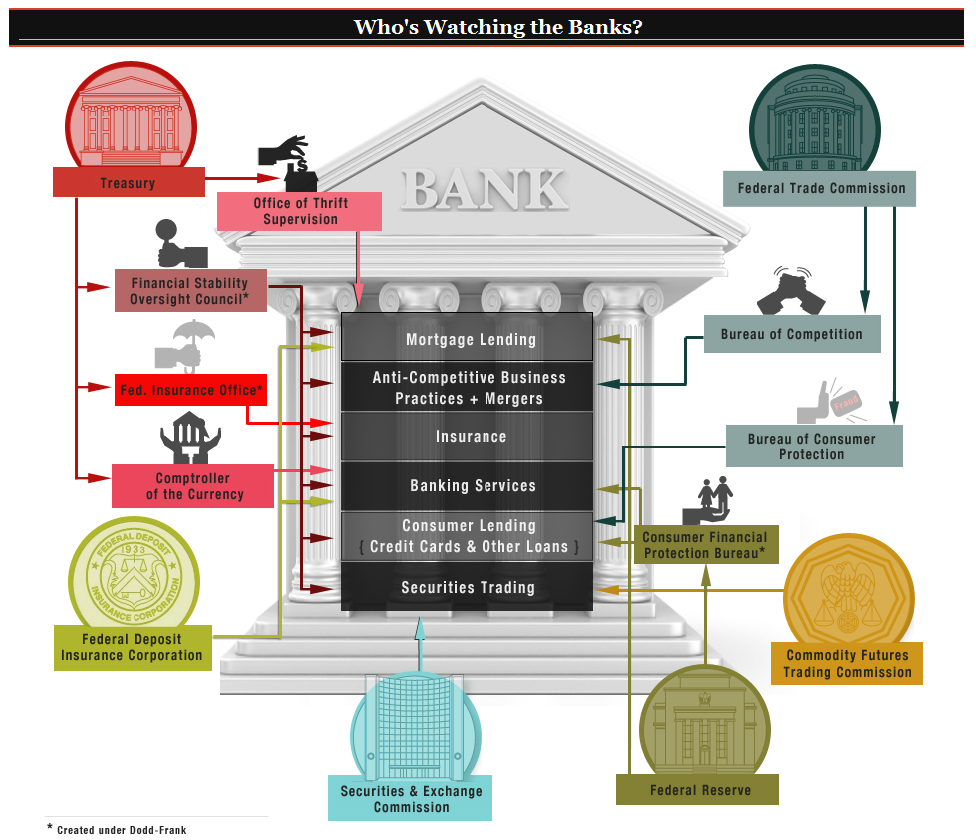 Who's Watching the Banks?
BANK
Treasury
Office of Thrift
Supervision
Federal Trade Commission
Financial Stability
Oversight Council*
Fed. Insurance Office*
Comptroller
of the Currency
Bureau of Competition
Fraud
Bureau of Consumer
Protection
Mortgage Lending
Anti-Competitive Business
Practices + Mergers
Insurance
Banking Services
Consumer Lending
{ Credit Cards & Other Loans }
Securities Trading
Consumer Financial
Protection Bureau*
FEDERAL DEPOSIT
1933
INSURANCE CORPORATION
Federal Deposit
Insurance Corporation
Commodity Futures
Trading Commission
Securities & Exchange
Commission
Federal Reserve
* Created under Dodd-Frank